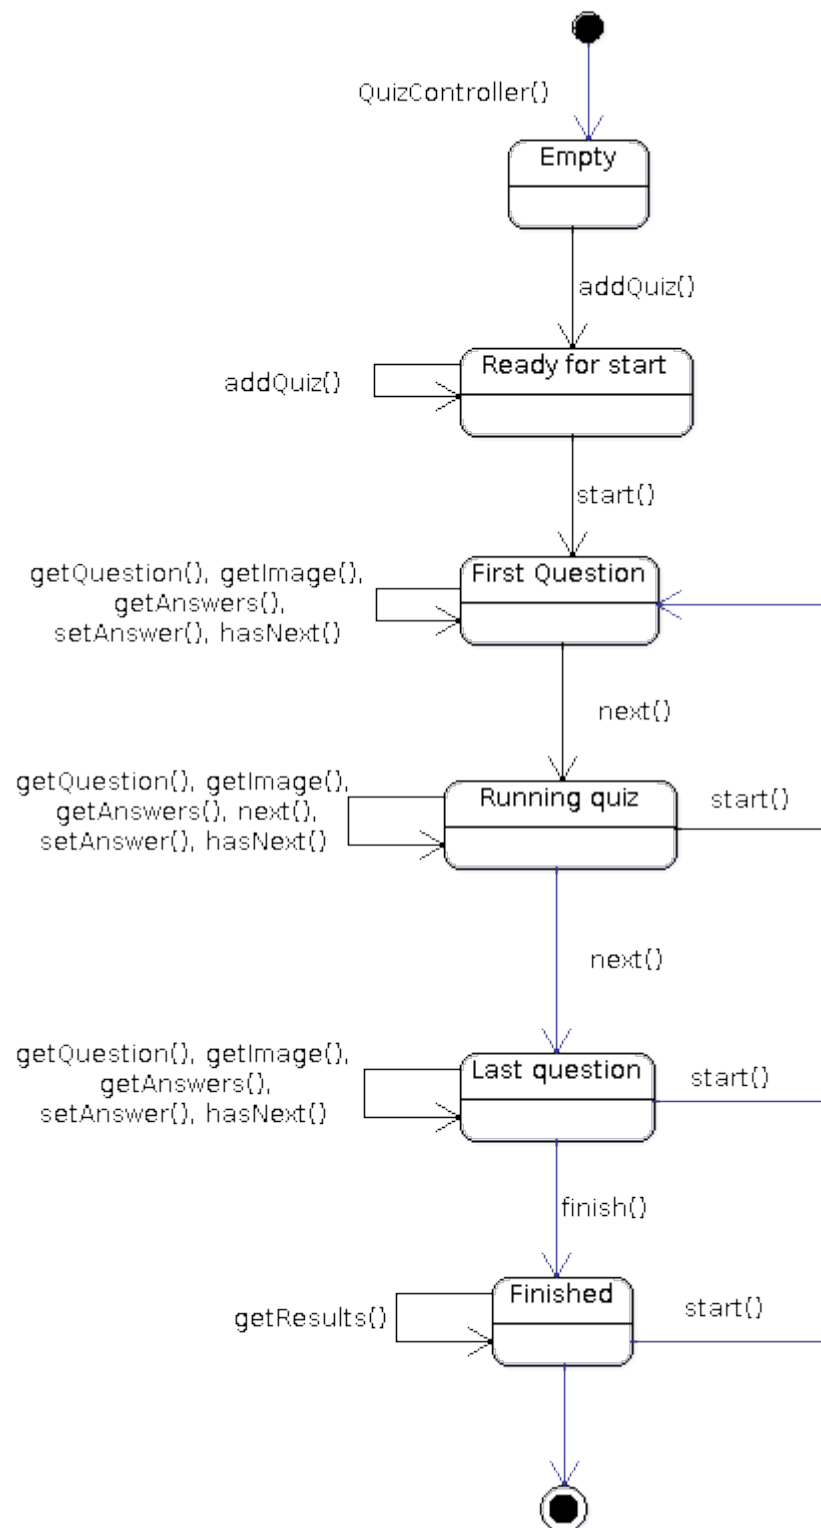 QuizController()
Empty
addQuiz()
Ready for start
addQuiz()
start()
First Question
getQuestion(), getImage(),
getAnswers(),
setAnswer(), hasNext()
next()
Running quiz
getQuestion(), getImage(),
getAnswers(), next(),
setAnswer(), hasNext()
start()
next()
Last question
getQuestion(), getImage(),
getAnswers(),
setAnswer(), hasNext()
start()
finish()
Finished
getResults()
start()